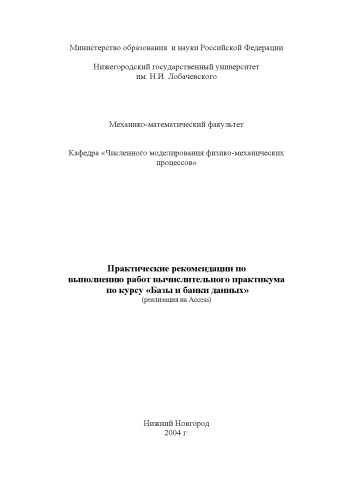 Министерство образования и науки Российской Федерации
Нижегородский государственный университет
им. Н.И. Лобачевского
Механико-математический факультет
Кафедра «Численного моделирования физико-механических
процессов»
Практические рекомендации по
выполнению работ вычислительного практикума
по курсу «Базы и банки данных»
(реализация на Access)
Нижний Новгород
2004 г.